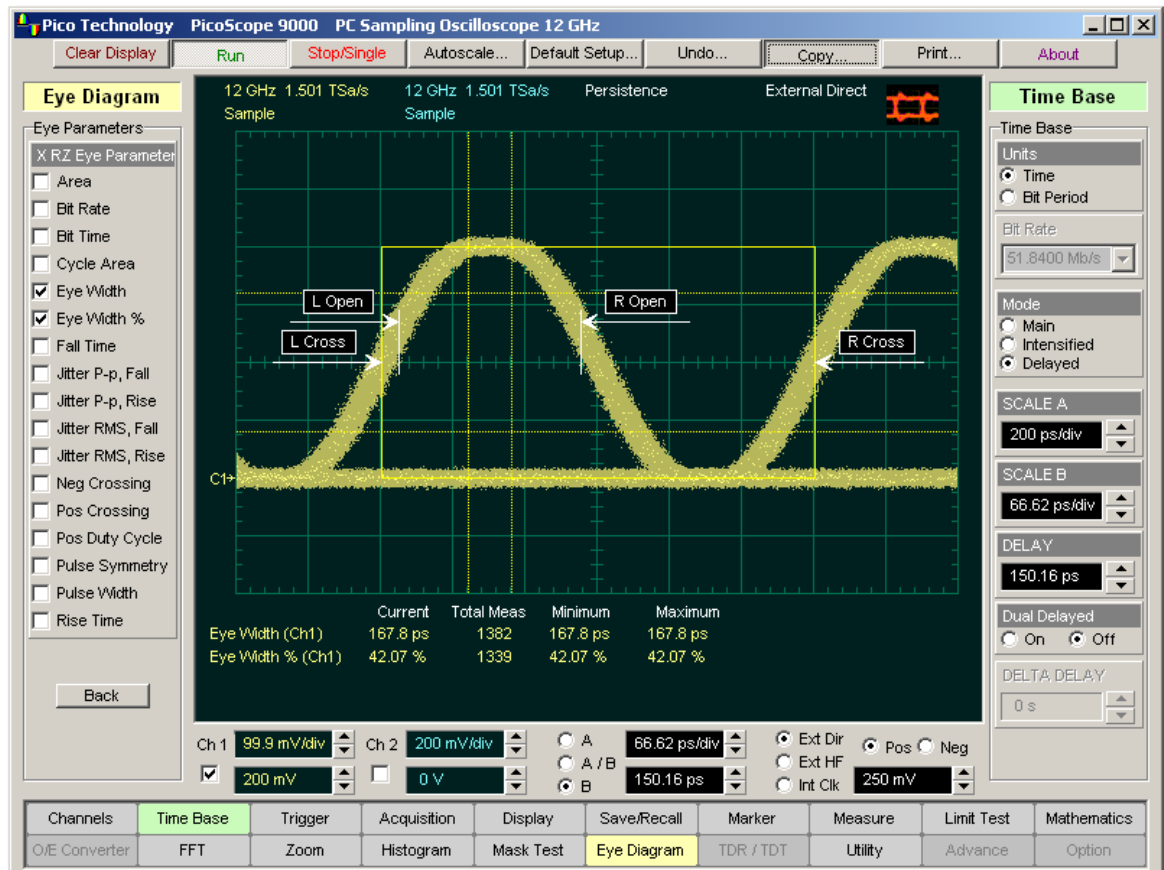 Pico Technology PicoScope 9000 PC Sampling Oscilloscope 12 GHz
Clear Display Run Stop/Single Autoscale... Default Setup... Undo... Copy... Print... About
Eye Diagram
Eye Parameters
X RZ Eye Parameter
Area
Bit Rate
Bit Time
Cycle Area
Eye Width
Eye Width %
Fall Time
Jitter P-p, Fall
Jitter P-p, Rise
Jitter RMS, Fall
Jitter RMS, Rise
Neg Crossing
Pos Crossing
Pos Duty Cycle
Pulse Symmetry
Pulse Width
Rise Time
Back
12 GHz 1.501 TSa/s 12 GHz 1.501 TSa/s Persistence External Direct
Sample Sample
L Open R Open
L Cross R Cross
C1
Current Total Meas Minimum Maximum
Eye Width (Ch1) 167.8 ps 1382 167.8 ps 167.8 ps
Eye Width % (Ch1) 42.07 % 1339 42.07 % 42.07 %
Time Base
Time Base
Units
Time
Bit Period
Bit Rate
51.8400 Mb/s
Mode
Main
Intensified
Delayed
SCALE A
200 ps/div
SCALE B
66.62 ps/div
DELAY
150.16 ps
Dual Delayed
On Off
DELTA DELAY
0 s
Ch 1 99.9 mV/div Ch 2 200 mV/div A 66.62 ps/div Ext Dir Pos Neg
A / B Ext HF
200 mV 0 V B 150.16 ps Int Clk 250 mV
Channels Time Base Trigger Acquisition Display Save/Recall Marker Measure Limit Test Mathematics
O/E Converter FFT Zoom Histogram Mask Test Eye Diagram TDR / TDT Utility Advance Option